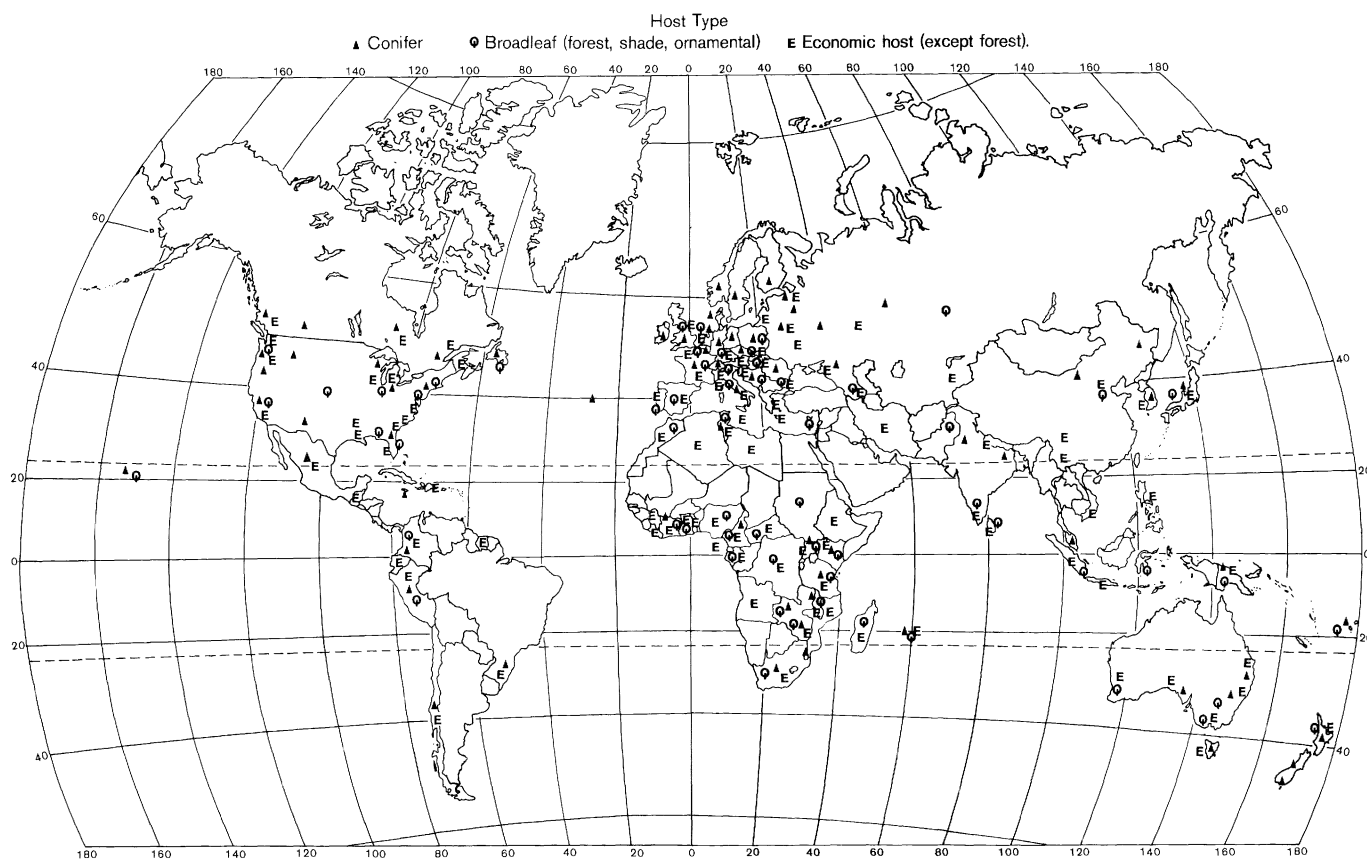 Host Type
▲ Conifer Q Broadleaf (forest, shade, ornamental) E Economic host (except forest).
180 160 140 120 100 80 60 40 20 0 20 40 60 80 100 120 140 160 180
60 60
40 40
20 20
0 0
20 20
40 40
180 160 140 120 100 80 60 40 20 0 20 40 60 80 100 120 140 160 180